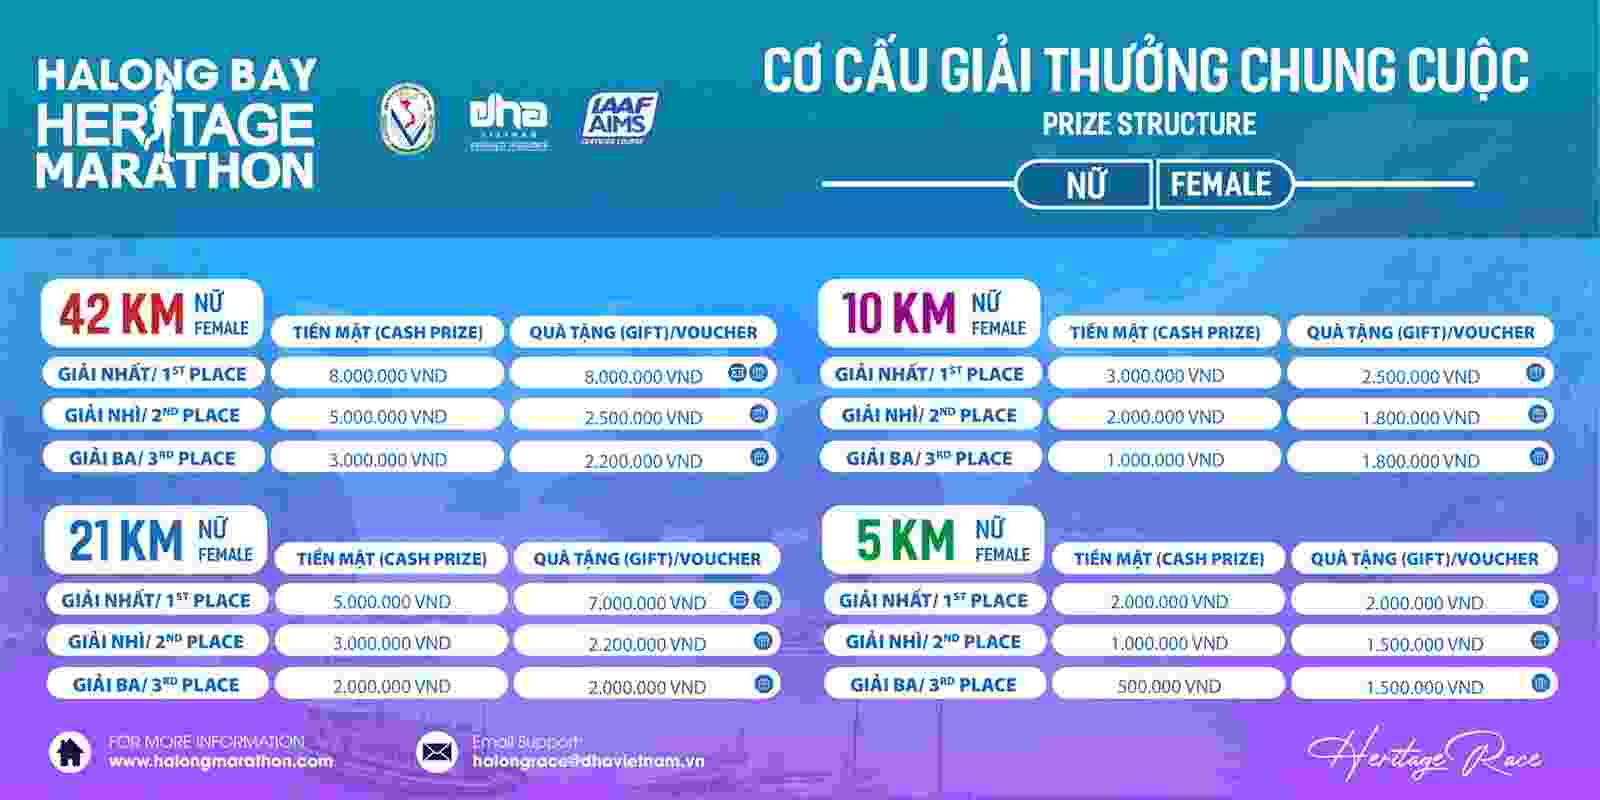 HALONG BAY
HERITAGE
MARATHON
dha
VIETNAM
IAAF
AIMS
CƠ CẤU GIẢI THƯỞNG CHUNG CUỘC
PRIZE STRUCTURE
NỮ FEMALE
42 KM NỮ FEMALE
TIỀN MẶT (CASH PRIZE) QUÀ TẶNG (GIFT)/VOUCHER
GIẢI NHẤT/ 1ST PLACE 8.000.000 VND 8.000.000 VND
GIẢI NHÌ/ 2ND PLACE 5.000.000 VND 2.500.000 VND
GIẢI BA/ 3RD PLACE 3.000.000 VND 2.200.000 VND
10 KM NỮ FEMALE
TIỀN MẶT (CASH PRIZE) QUÀ TẶNG (GIFT)/VOUCHER
GIẢI NHẤT/ 1ST PLACE 3.000.000 VND 2.500.000 VND
GIẢI NHÌ/ 2ND PLACE 2.000.000 VND 1.800.000 VND
GIẢI BA/ 3RD PLACE 1.000.000 VND 1.800.000 VND
21 KM NỮ FEMALE
TIỀN MẶT (CASH PRIZE) QUÀ TẶNG (GIFT)/VOUCHER
GIẢI NHẤT/ 1ST PLACE 5.000.000 VND 7.000.000 VND
GIẢI NHÌ/ 2ND PLACE 3.000.000 VND 2.200.000 VND
GIẢI BA/ 3RD PLACE 2.000.000 VND 2.000.000 VND
5 KM NỮ FEMALE
TIỀN MẶT (CASH PRIZE) QUÀ TẶNG (GIFT)/VOUCHER
GIẢI NHẤT/ 1ST PLACE 2.000.000 VND 2.000.000 VND
GIẢI NHÌ/ 2ND PLACE 1.000.000 VND 1.500.000 VND
GIẢI BA/ 3RD PLACE 500.000 VND 1.500.000 VND
FOR MORE INFORMATION
www.halongmarathon.com
Email Support:
halongrace@dhavietnam.vn
Heritage Race